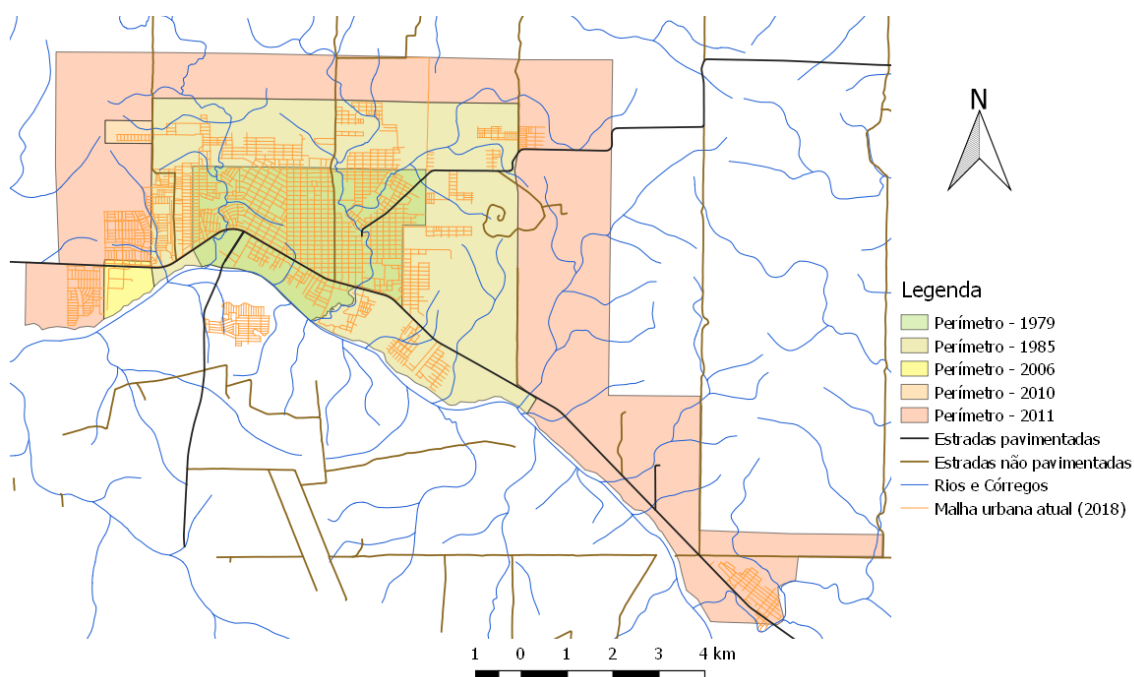 N
Legenda
Perímetro - 1979
Perímetro - 1985
Perímetro - 2006
Perímetro - 2010
Perímetro - 2011
Estradas pavimentadas
Estradas não pavimentadas
Rios e Córregos
Malha urbana atual (2018)
1 0 1 2 3 4 km